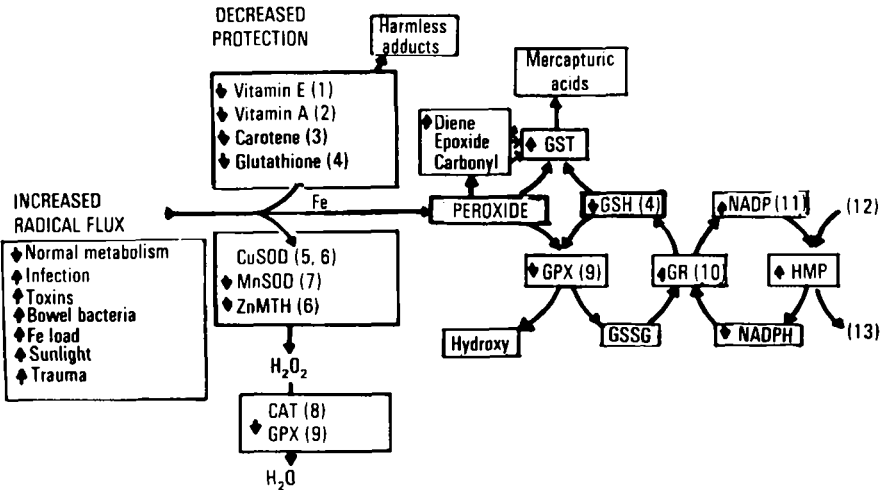 DECREASED
PROTECTION
Harmless
adducts
Vitamin E (1)
Vitamin A (2)
Carotene (3)
Glutathione (4)
Mercapturic
acids
Diene
Epoxide
Carbonyl
GST
INCREASED
RADICAL FLUX
Normal metabolism
Infection
Toxins
Bowel bacteria
Fe load
Sunlight
Trauma
Fe
PEROXIDE
GSH (4)
NADP (11)
(12)
CuSOD (5, 6)
MnSOD (7)
ZnMTH (6)
GPX (9)
GR (10)
HMP
Hydroxy
GSSG
NADPH
(13)
H₂O₂
CAT (8)
GPX (9)
H₂O